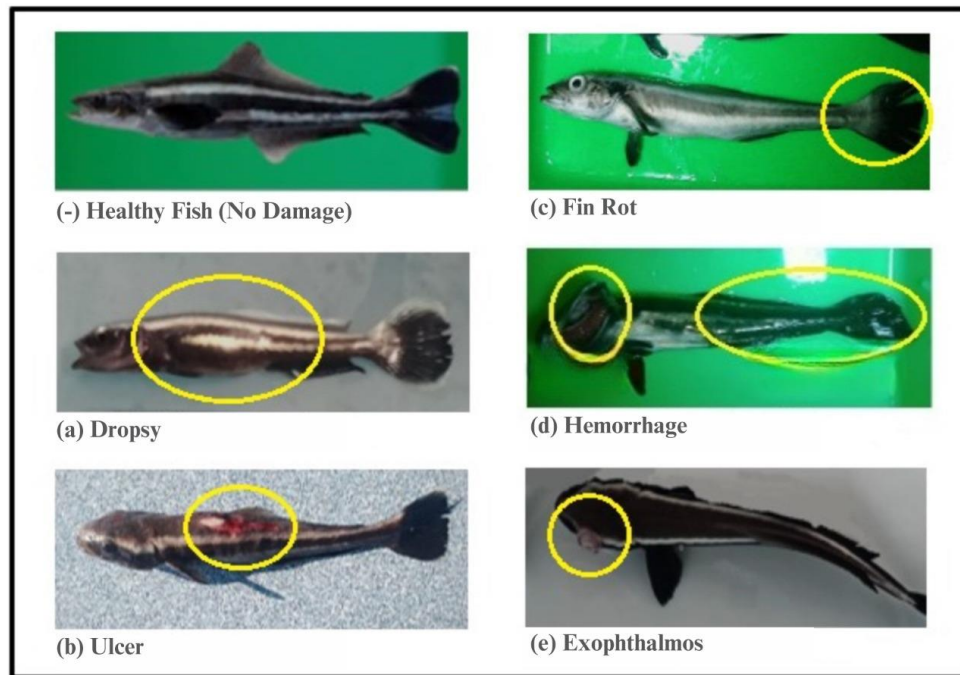 (-) Healthy Fish (No Damage)
(c) Fin Rot
(a) Dropsy
(d) Hemorrhage
(b) Ulcer
(e) Exophthalmos